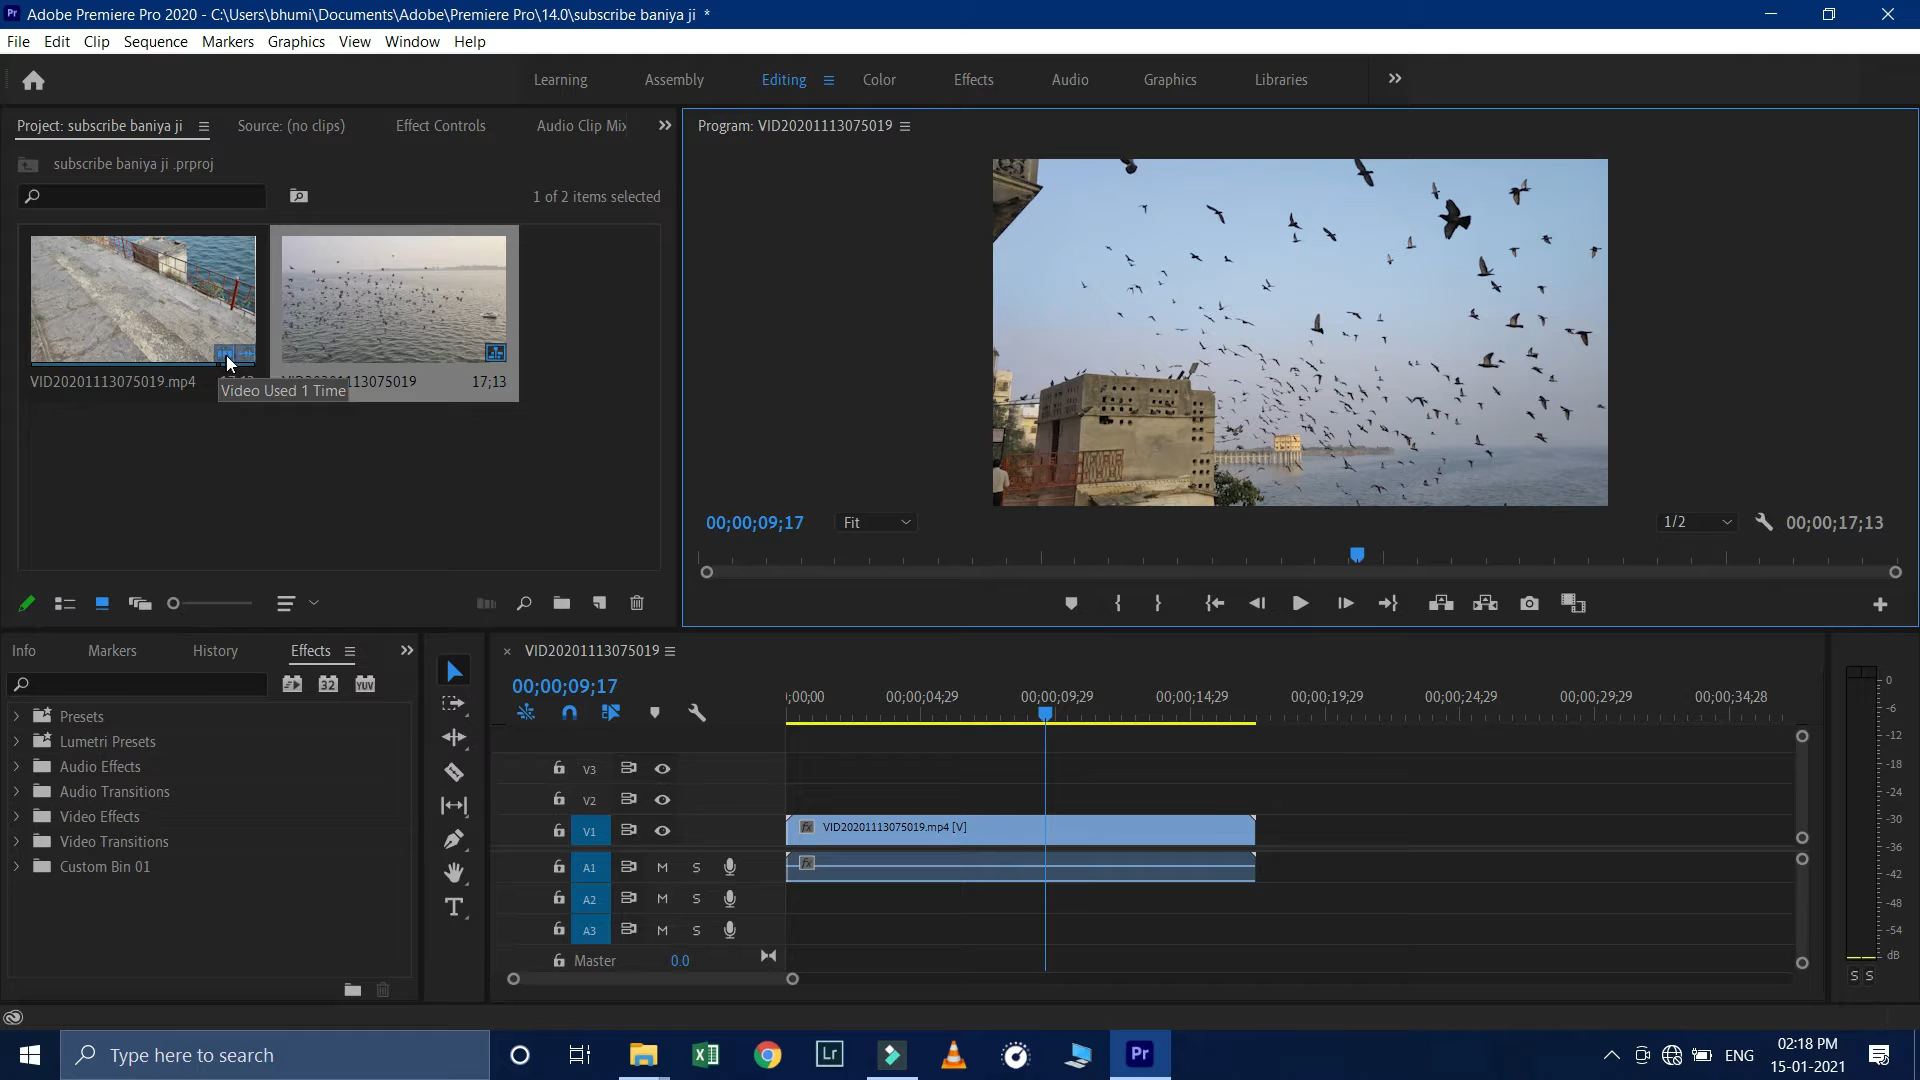 Pr Adobe Premiere Pro 2020 - C:\Users\bhumi\Documents\Adobe\Premiere Pro\14.0\subscribe baniya ji *
File Edit Clip Sequence Markers Graphics View Window Help
Learning Assembly Editing Color Effects Audio Graphics Libraries
Project: subscribe baniya ji Source: (no clips) Effect Controls Audio Clip Mix
Program: VID20201113075019
subscribe baniya ji .prproj
1 of 2 items selected
VID20201113075019.mp4
113075019 17;13
Video Used 1 Time
00;00;09;17 Fit 1/2 00;00;17;13
Info Markers History Effects
32 YUV
Presets
Lumetri Presets
Audio Effects
Audio Transitions
Video Effects
Video Transitions
Custom Bin 01
T
× VID20201113075019
00;00;09;17
;00;00 00;00;04;29 00;00;09;29 00;00;14;29 00;00;19;29 00;00;24;29 00;00;29;29 00;00;34;28
V3
V2
V1 fx VID20201113075019.mp4 [V]
A1 M S fx
A2 M S
A3 M S
Master 0.0
0
-6
-12
-18
-24
-30
-36
-42
-48
-54
dB
S S
Type here to search
Lr
Pr
ENG
02:18 PM
15-01-2021